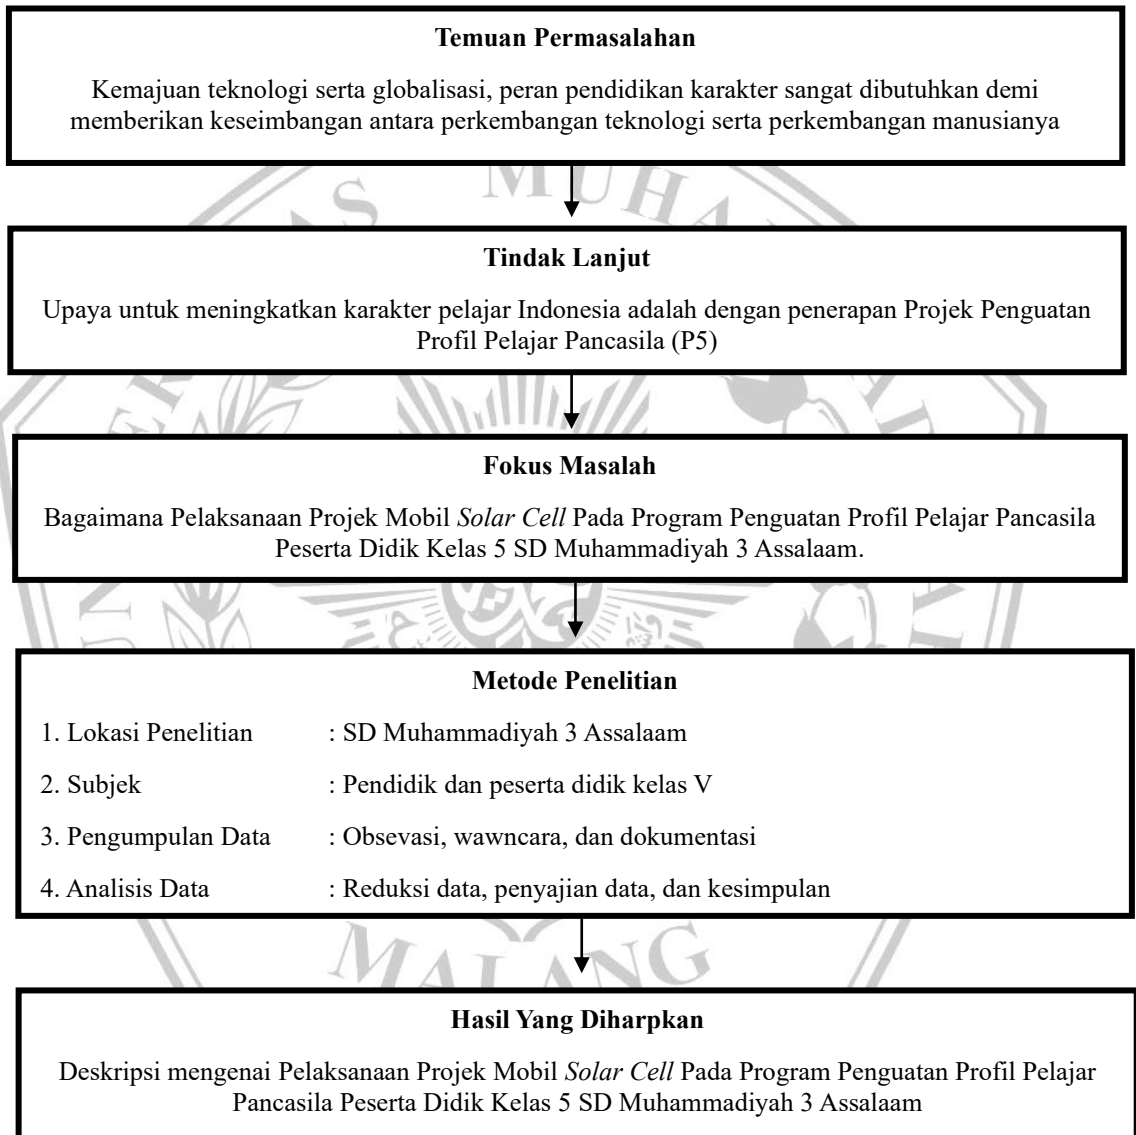 Temuan Permasalahan
Kemajuan teknologi serta globalisasi, peran pendidikan karakter sangat dibutuhkan demi
memberikan keseimbangan antara perkembangan teknologi serta perkembangan manusianya
Tindak Lanjut
Upaya untuk meningkatkan karakter pelajar Indonesia adalah dengan penerapan Projek Penguatan
Profil Pelajar Pancasila (P5)
Fokus Masalah
Bagaimana Pelaksanaan Projek Mobil Solar Cell Pada Program Penguatan Profil Pelajar Pancasila
Peserta Didik Kelas 5 SD Muhammadiyah 3 Assalaam.
Metode Penelitian
1. Lokasi Penelitian : SD Muhammadiyah 3 Assalaam
2. Subjek : Pendidik dan peserta didik kelas V
3. Pengumpulan Data : Obsevasi, wawncara, dan dokumentasi
4. Analisis Data : Reduksi data, penyajian data, dan kesimpulan
MALANG
Hasil Yang Diharpkan
Deskripsi mengenai Pelaksanaan Projek Mobil Solar Cell Pada Program Penguatan Profil Pelajar
Pancasila Peserta Didik Kelas 5 SD Muhammadiyah 3 Assalaam